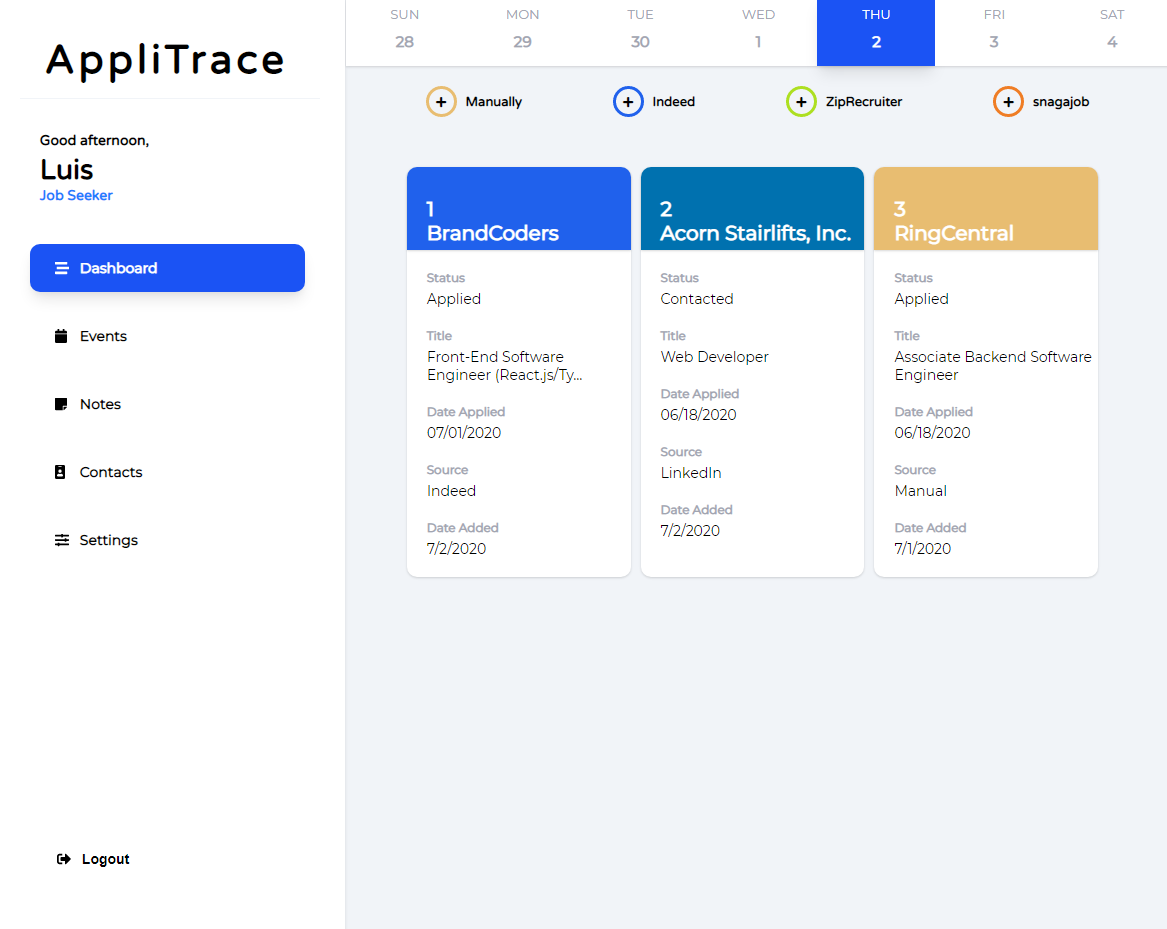 AppliTrace
Good afternoon,
Luis
Job Seeker
Dashboard
Events
Notes
Contacts
Settings
Logout
SUN MON TUE WED THU FRI SAT
28 29 30 1 2 3 4
Manually Indeed ZipRecruiter snagajob
1
BrandCoders
Status
Applied
Title
Front-End Software
Engineer (React.js/Ty...
Date Applied
07/01/2020
Source
Indeed
Date Added
7/2/2020
2
Acorn Stairlifts, Inc.
Status
Contacted
Title
Web Developer
Date Applied
06/18/2020
Source
LinkedIn
Date Added
7/2/2020
3
RingCentral
Status
Applied
Title
Associate Backend Software
Engineer
Date Applied
06/18/2020
Source
Manual
Date Added
7/1/2020